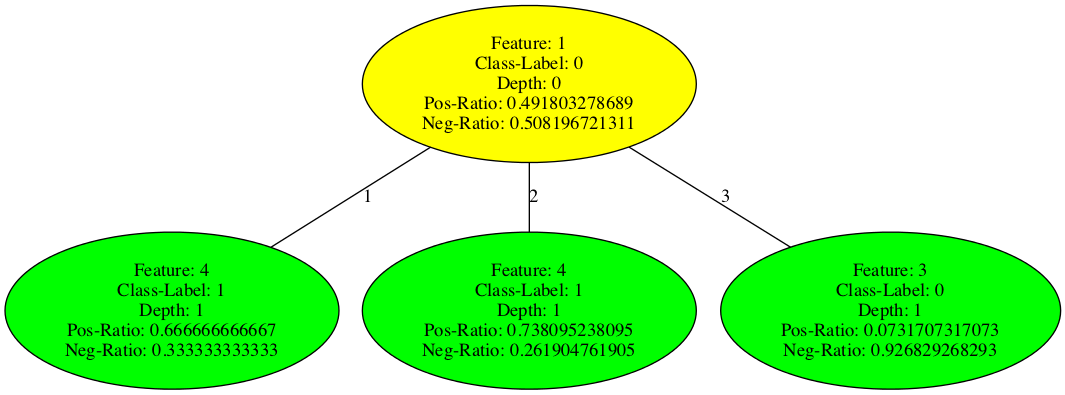 Feature: 1
Class-Label: 0
Depth: 0
Pos-Ratio: 0.491803278689
Neg-Ratio: 0.508196721311
1
2
3
Feature: 4
Class-Label: 1
Depth: 1
Pos-Ratio: 0.666666666667
Neg-Ratio: 0.333333333333
Feature: 4
Class-Label: 1
Depth: 1
Pos-Ratio: 0.738095238095
Neg-Ratio: 0.261904761905
Feature: 3
Class-Label: 0
Depth: 1
Pos-Ratio: 0.0731707317073
Neg-Ratio: 0.926829268293